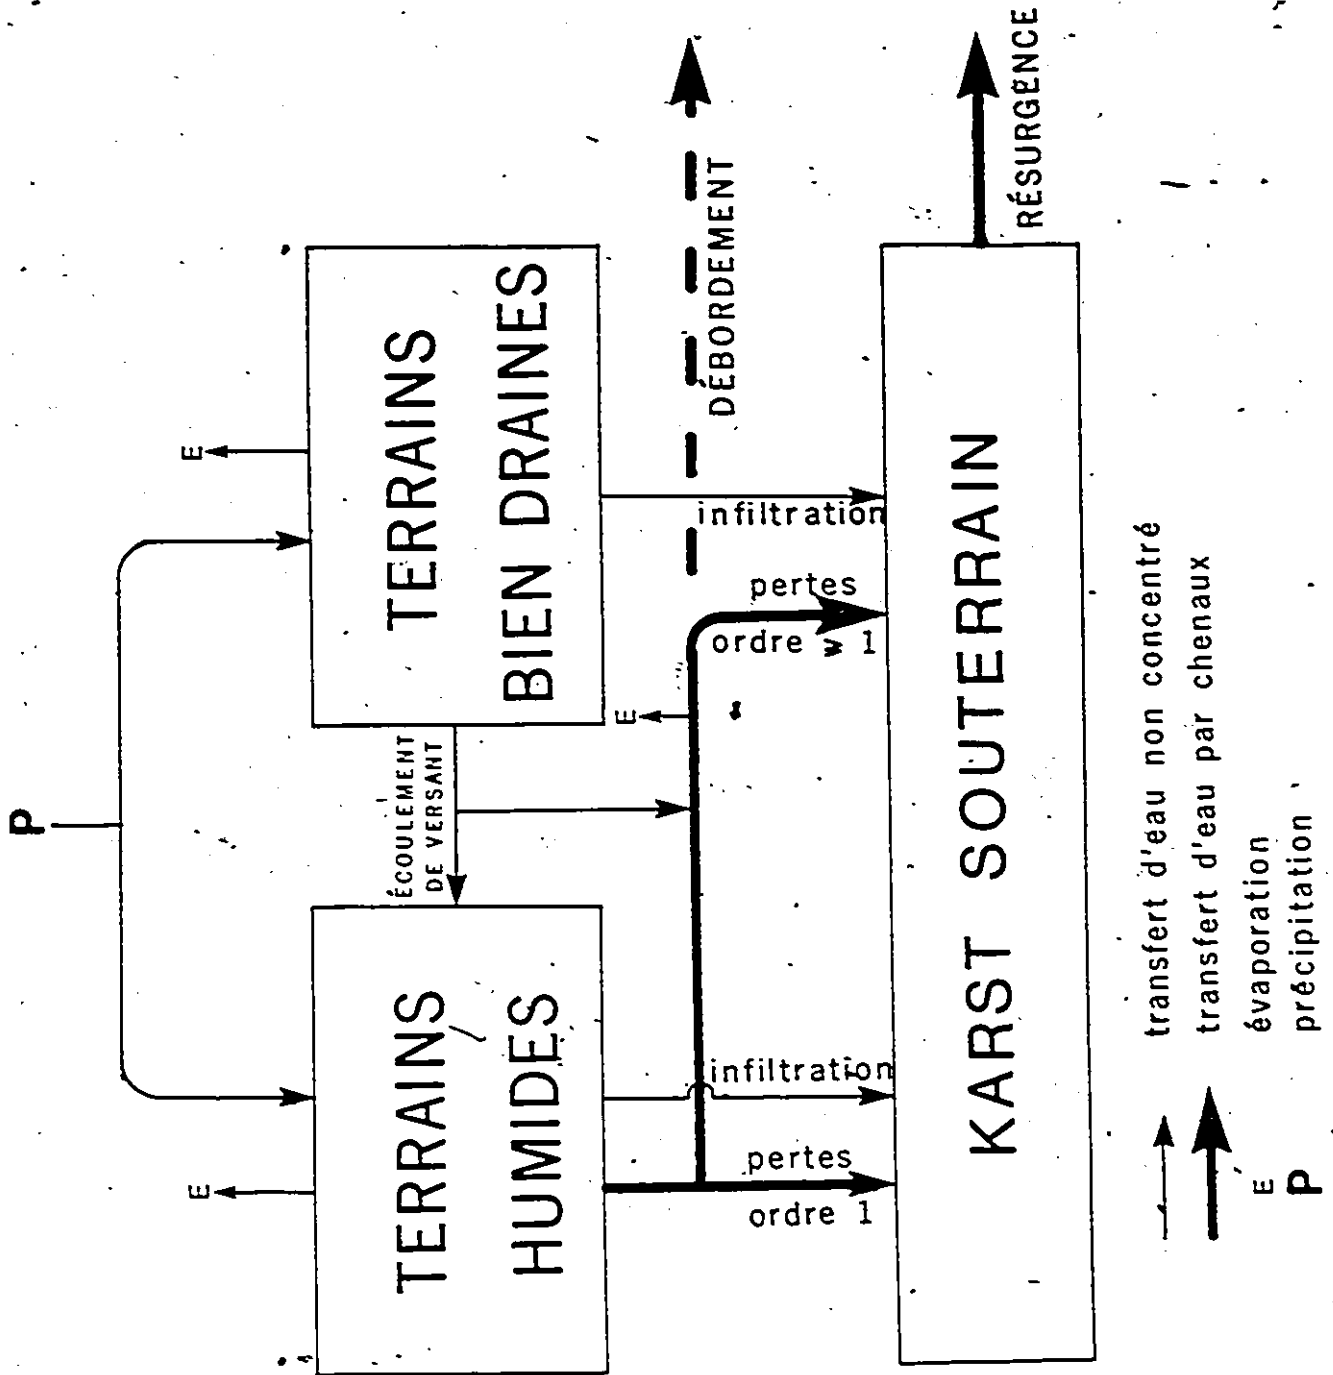 P
E
E
TERRAINS
HUMIDES
ÉCOULEMENT
DE VERSANT
TERRAINS
BIEN DRAINES
E
DÉBORDEMENT
pertes
ordre 1
infiltration
pertes
ordre 1
infiltration
KARST SOUTERRAIN
RÉSURGENCE
transfert d'eau non concentré
transfert d'eau par chenaux
E évaporation
P précipitation